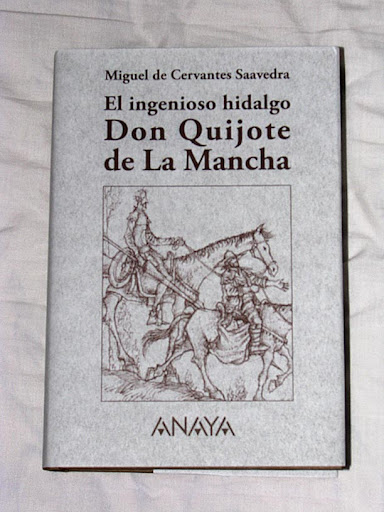 Miguel de Cervantes Saavedra
El ingenioso hidalgo
Don Quijote
de La Mancha
ANAYA